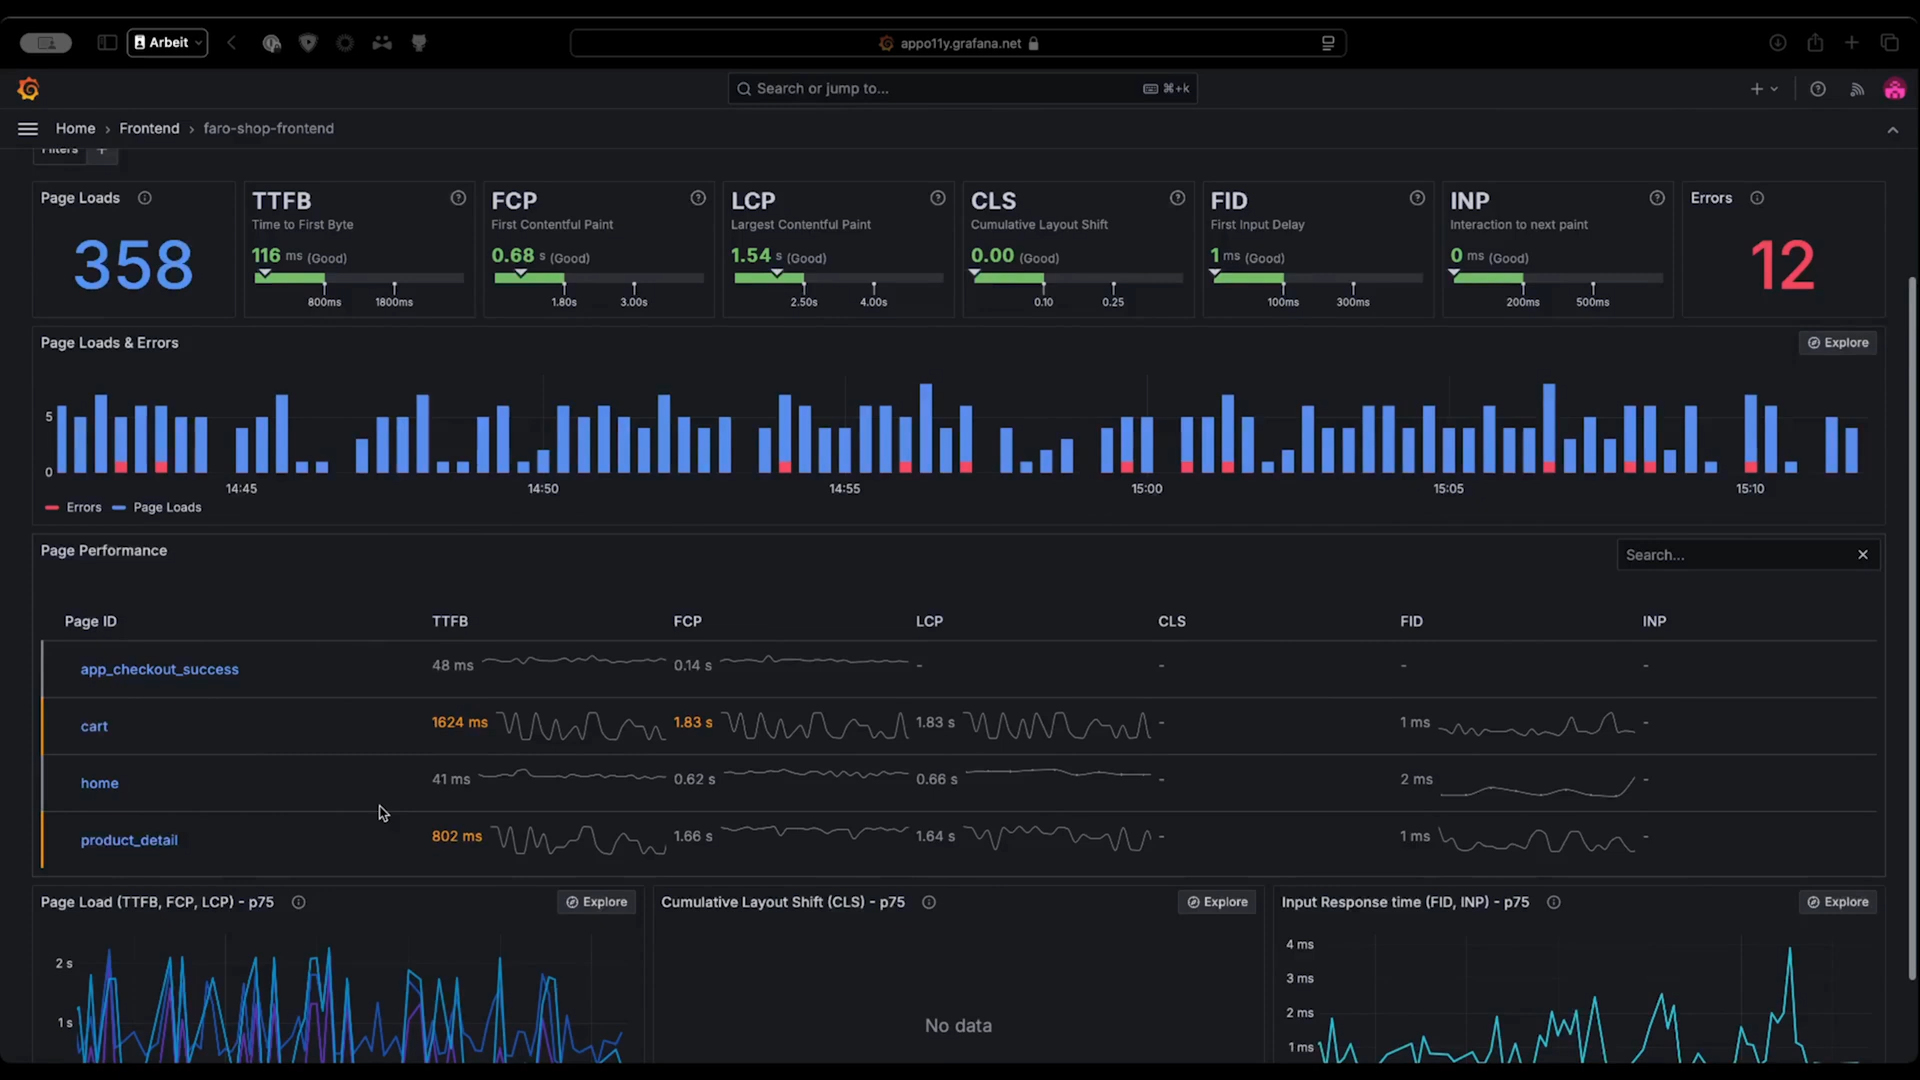 Arbeit
appo11y.grafana.net
Search or jump to...
⌘+k
Home › Frontend › faro-shop-frontend
Filters
Page Loads
358
TTFB
Time to First Byte
116 ms (Good)
800ms 1800ms
FCP
First Contentful Paint
0.68 s (Good)
1.80s 3.00s
LCP
Largest Contentful Paint
1.54 s (Good)
2.50s 4.00s
CLS
Cumulative Layout Shift
0.00 (Good)
0.10 0.25
FID
First Input Delay
1 ms (Good)
100ms 300ms
INP
Interaction to next paint
0 ms (Good)
200ms 500ms
Errors
12
Page Loads & Errors
Explore
5
0
14:45 14:50 14:55 15:00 15:05 15:10
Errors Page Loads
Page Performance
Search...
Page ID TTFB FCP LCP CLS FID INP
app_checkout_success 48 ms 0.14 s - - - -
cart 1624 ms 1.83 s 1.83 s - 1 ms -
home 41 ms 0.62 s 0.66 s - 2 ms -
product_detail 802 ms 1.66 s 1.64 s - 1 ms -
Page Load (TTFB, FCP, LCP) - p75
Explore
2 s
1 s
Cumulative Layout Shift (CLS) - p75
Explore
No data
Input Response time (FID, INP) - p75
Explore
4 ms
3 ms
2 ms
1 ms